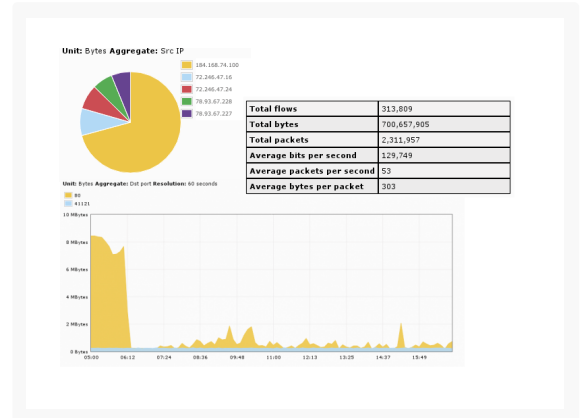 Unit: Bytes Aggregate: Src IP
184.168.74.100
72.246.47.16
72.246.47.24
78.93.67.228
78.93.67.227
Total flows 313,809
Total bytes 700,657,905
Total packets 2,311,957
Average bits per second 129,749
Average packets per second 53
Average bytes per packet 303
Unit: Bytes Aggregate: Dst port Resolution: 60 seconds
80
41121
10 MBytes
8 MBytes
6 MBytes
4 MBytes
2 MBytes
0 Bytes
05:00 06:12 07:24 08:36 09:48 11:00 12:13 13:25 14:37 15:49